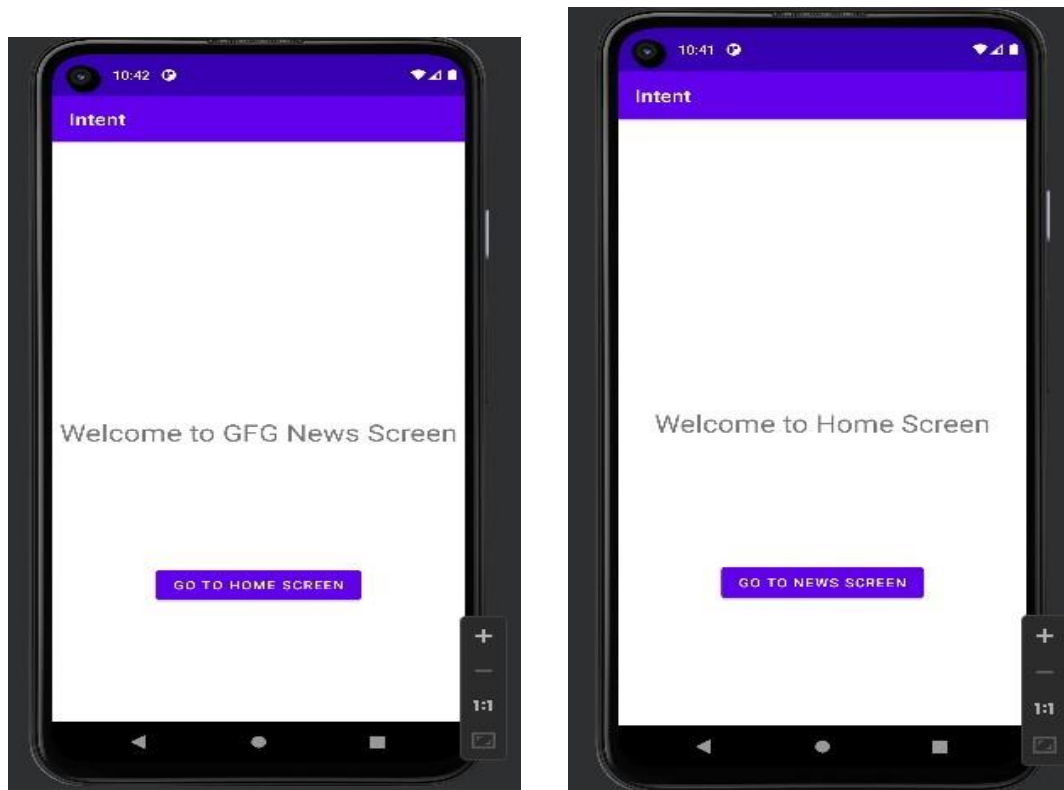 10:42
Intent
Welcome to GFG News Screen
GO TO HOME SCREEN
1:1
10:41
Intent
Welcome to Home Screen
GO TO NEWS SCREEN
1:1